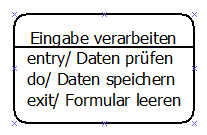 Eingabe verarbeiten
entry/ Daten prüfen
do/ Daten speichern
exit/ Formular leeren